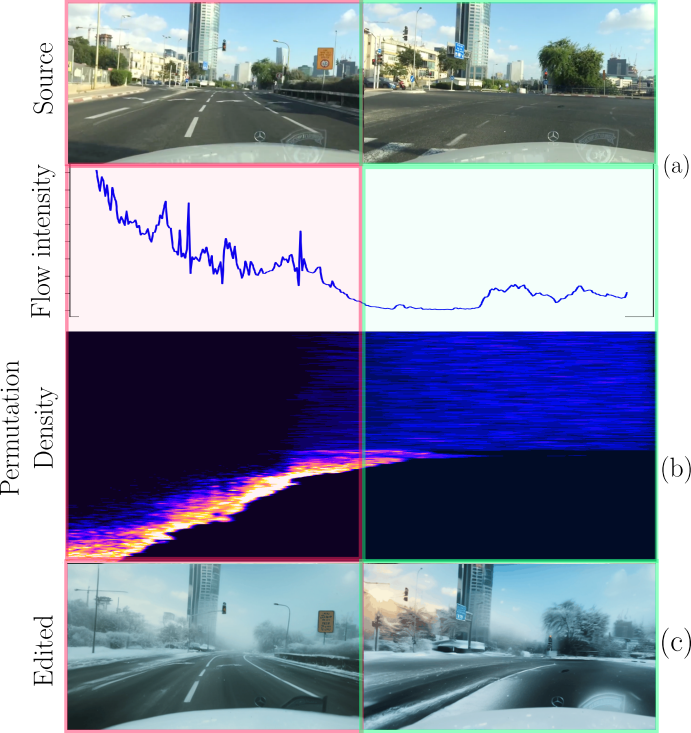 Source
(a)
Flow intensity
Permutation
Density
(b)
Edited
(c)